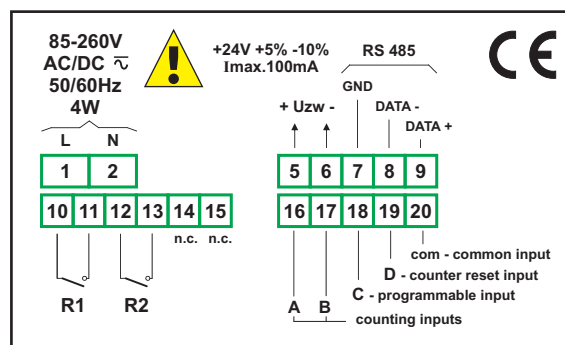 85-260V
AC/DC ⎓
50/60Hz
4W
L N
+24V +5% -10%
Imax.100mA
RS 485
CE
GND
+ Uzw -
DATA -
DATA +
1 2
5 6 7 8 9
10 11 12 13 14 15
16 17 18 19 20
n.c. n.c.
R1 R2
com - common input
D - counter reset input
C - programmable input
A B
counting inputs